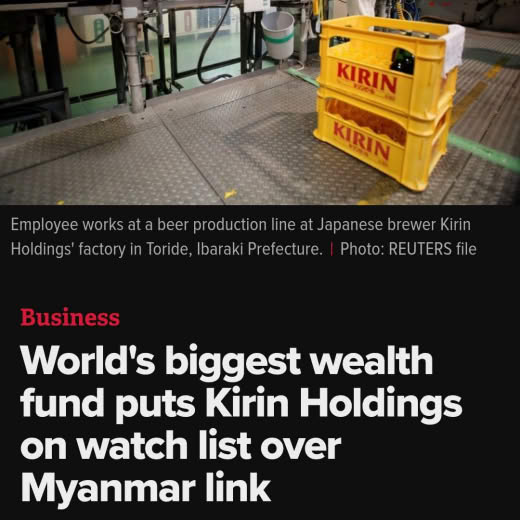 KIRIN
KIRIN
Employee works at a beer production line at Japanese brewer Kirin
Holdings' factory in Toride, Ibaraki Prefecture. | Photo: REUTERS file
Business
World's biggest wealth
fund puts Kirin Holdings
on watch list over
Myanmar link